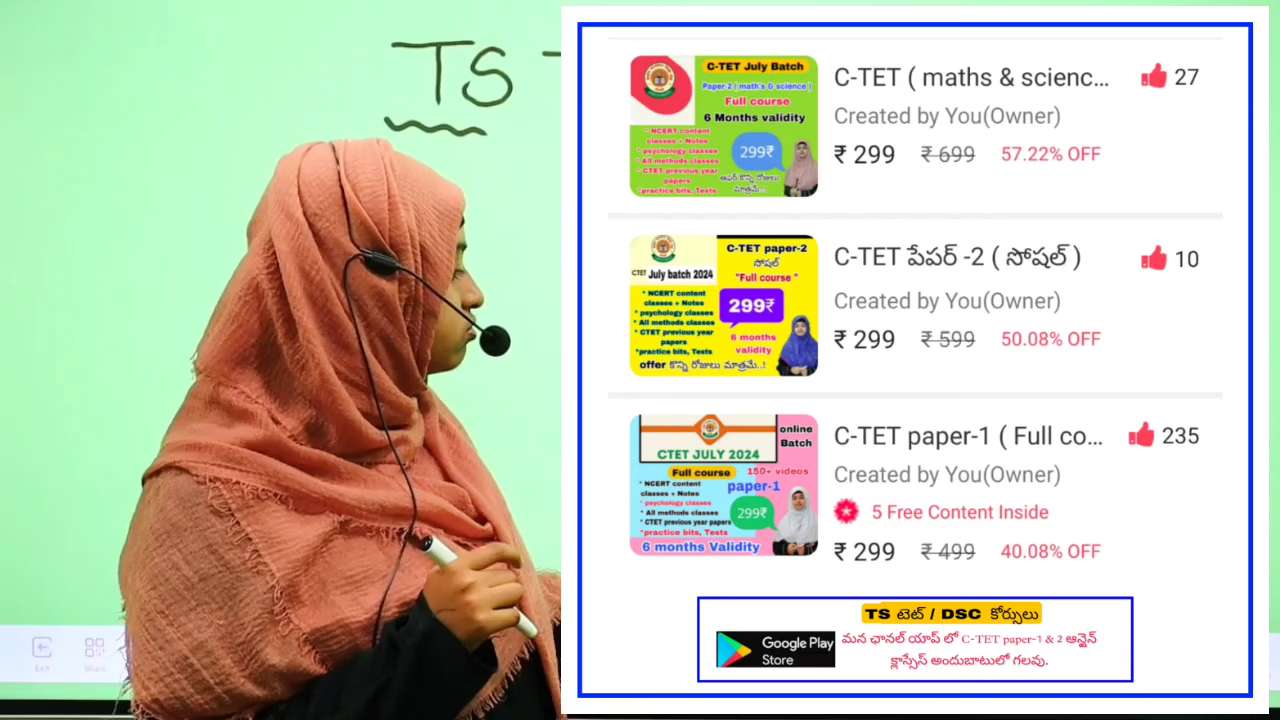 TS
C-TET July Batch
Paper-2 ( math's & science )
Full course
6 Months validity
* NCERT content
classes + Notes
* psychology classes
* All methods classes
* CTET previous year
papers
*practice bits, Tests
299₹
ఆఫర్ కొన్ని రోజులు
మాత్రమే..!
C-TET ( maths & scienc...
27
Created by You(Owner)
₹ 299 ₹ 699 57.22% OFF
CTET July batch 2024
C-TET paper-2
సోషల్
"Full course "
* NCERT content
classes + Notes
* psychology classes
* All methods classes
* CTET previous year
papers
*practice bits, Tests
299₹
6 months
validity
offer కొన్ని రోజులు మాత్రమే..!
C-TET పేపర్ -2 ( సోషల్ )
10
Created by You(Owner)
₹ 299 ₹ 599 50.08% OFF
CTET JULY 2024
online
Batch
Full course
150+ videos
paper-1
* NCERT content
classes + Notes
* psychology classes
* All methods classes
* CTET previous year papers
*practice bits, Tests
299₹
6 months Validity
C-TET paper-1 ( Full co...
235
Created by You(Owner)
5 Free Content Inside
₹ 299 ₹ 499 40.08% OFF
TS టెట్ / DSC కోర్సులు
Google Play
Store
మన ఛానల్ యాప్ లో C-TET paper-1 & 2 ఆన్లైన్
క్లాస్సేస్ అందుబాటులో గలవు.
Exit
Share